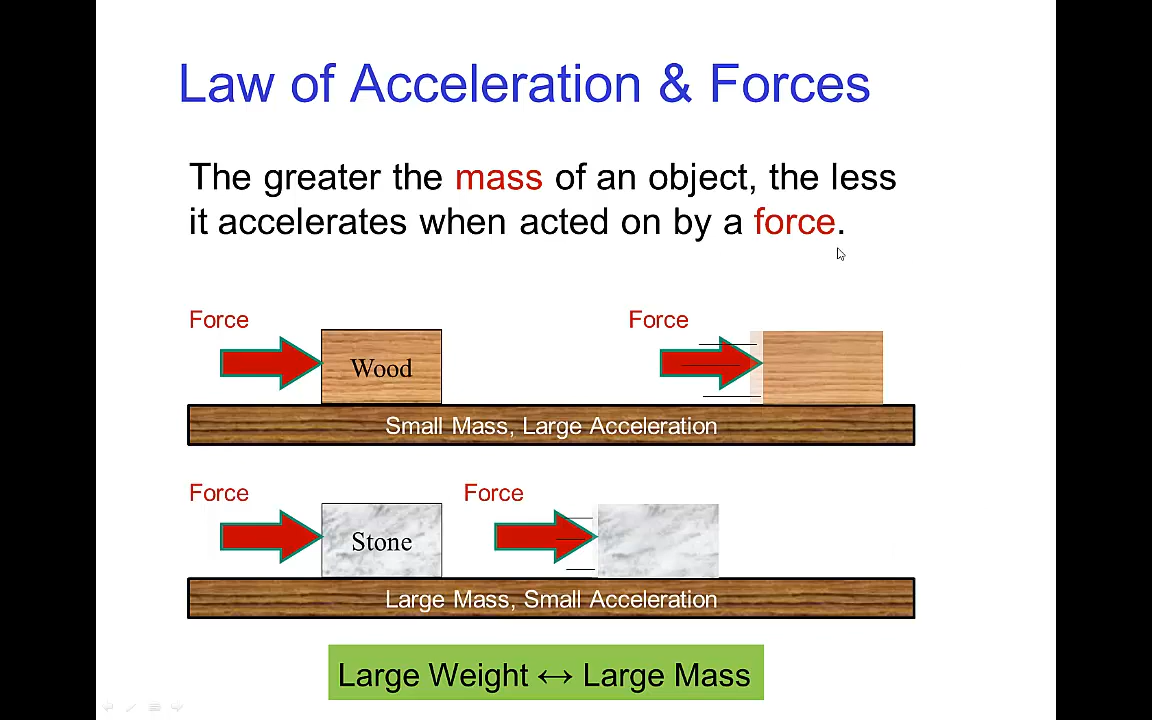 Law of Acceleration & Forces
The greater the mass of an object, the less
it accelerates when acted on by a force.
Force
Force
Wood
Small Mass, Large Acceleration
Force
Force
Stone
Large Mass, Small Acceleration
Large Weight ↔ Large Mass